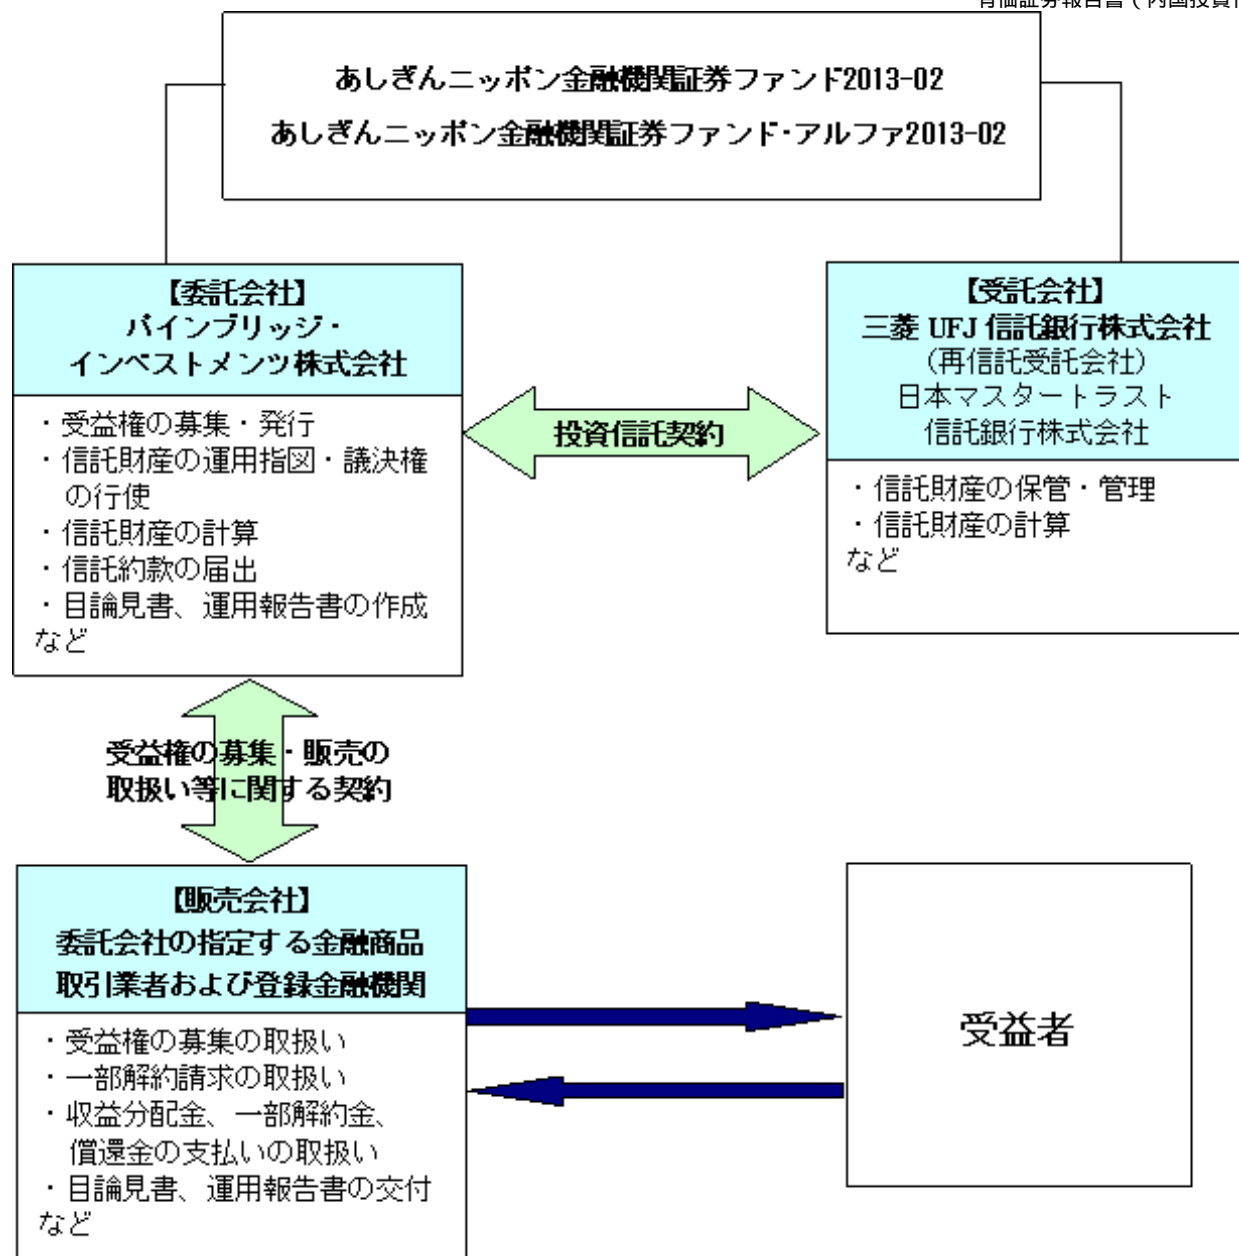 有価証券報告書（内国投資信
あしぎんニッポン金融機関証券ファンド2013-02
あしぎんニッポン金融機関証券ファンド・アルファ2013-02
【委託会社】
パインブリッジ・
インベストメンツ株式会社
・受益権の募集・発行
・信託財産の運用指図・議決権
の行使
・信託財産の計算
・信託約款の届出
・目論見書、運用報告書の作成
など
投資信託契約
【受託会社】
三菱 UFJ 信託銀行株式会社
（再信託受託会社）
日本マスタートラスト
信託銀行株式会社
・信託財産の保管・管理
・信託財産の計算
など
受益権の募集・販売の
取扱い等に関する契約
【販売会社】
委託会社の指定する金融商品
取引業者および登録金融機関
・受益権の募集の取扱い
・一部解約請求の取扱い
・収益分配金、一部解約金、
償還金の支払いの取扱い
・目論見書、運用報告書の交付
など
受益者